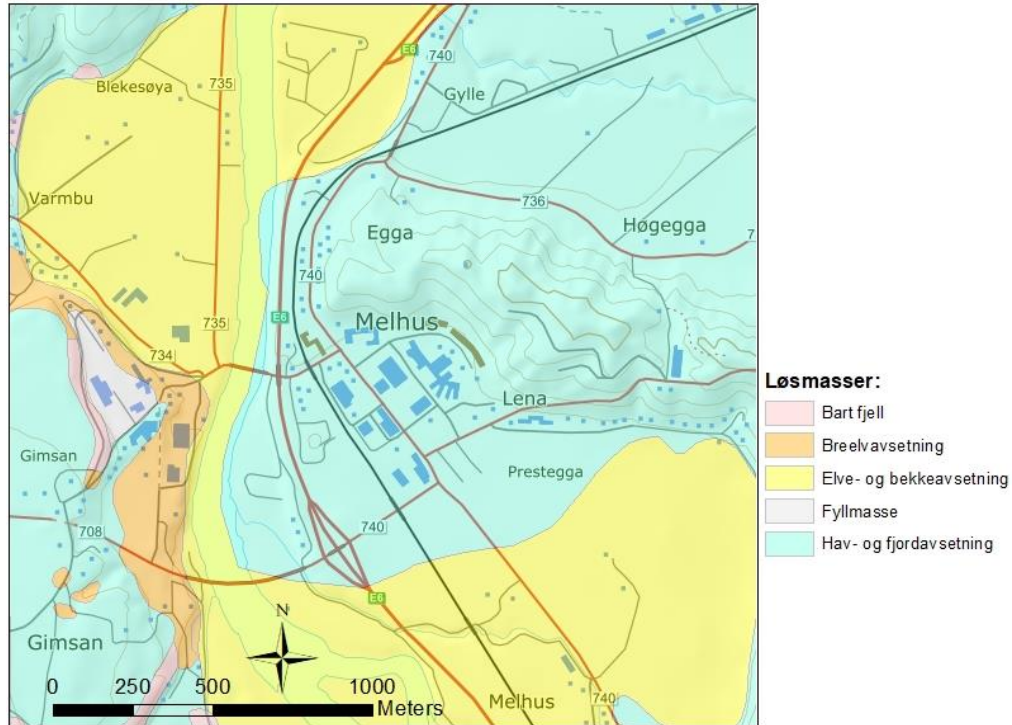 E6
740
735
Blekesøya
Gylle
Varmbu
736
Høgegga
7
Egga
740
E6
Melhus
735
734
Lena
Gimsan
Prestegga
740
708
E6
N
Gimsan
0 250 500 1000
Meters
Melhus
740
Løsmasser:
Bart fjell
Breelvavsetning
Elve- og bekkeavsetning
Fyllmasse
Hav- og fjordavsetning